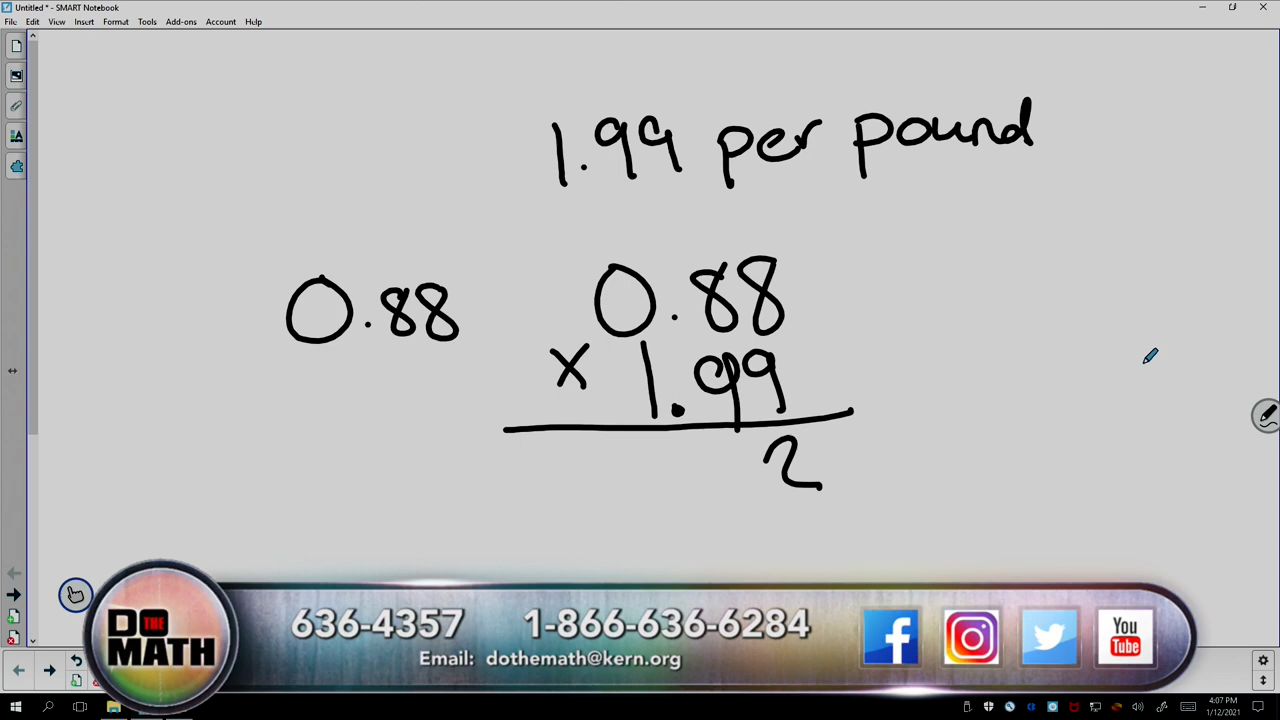 Untitled * - SMART Notebook
File Edit View Insert Format Tools Add-ons Account Help
1.99 per pound
0.88
0.88
x 1.99
2
DO THE MATH
636-4357 1-866-636-6284
Email: dothemath@kern.org
f
You Tube
4:07 PM
1/12/2021